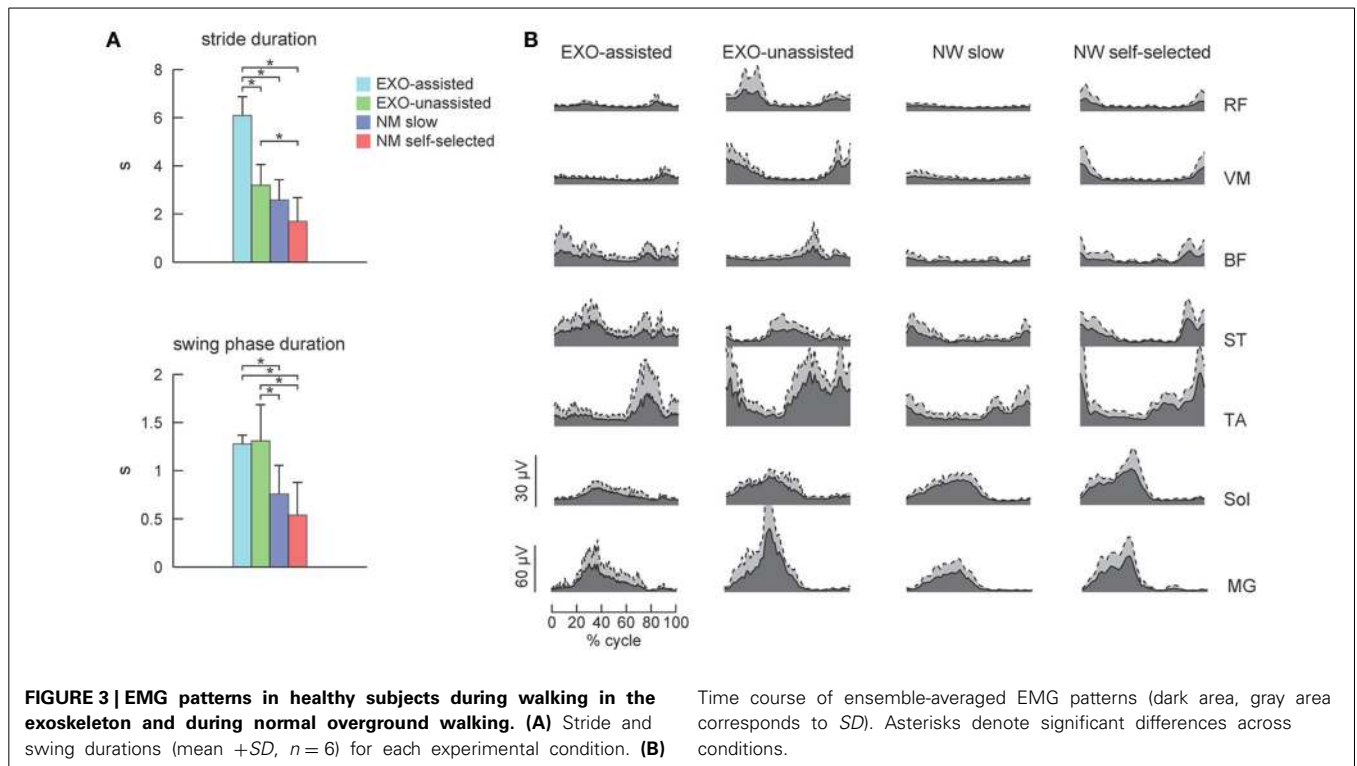 A
stride duration
8
6
4
2
0
s
*
*
*
*
EXO-assisted
EXO-unassisted
NM slow
NM self-selected
swing phase duration
2
1.5
1
0.5
0
s
*
*
*
*
B
EXO-assisted
EXO-unassisted
NW slow
NW self-selected
RF
VM
BF
ST
TA
30 µV
Sol
60 µV
MG
0 20 40 60 80 100
% cycle
FIGURE 3 | EMG patterns in healthy subjects during walking in the
exoskeleton and during normal overground walking. (A) Stride and
swing durations (mean +SD, n = 6) for each experimental condition. (B)
Time course of ensemble-averaged EMG patterns (dark area, gray area
corresponds to SD). Asterisks denote significant differences across
conditions.